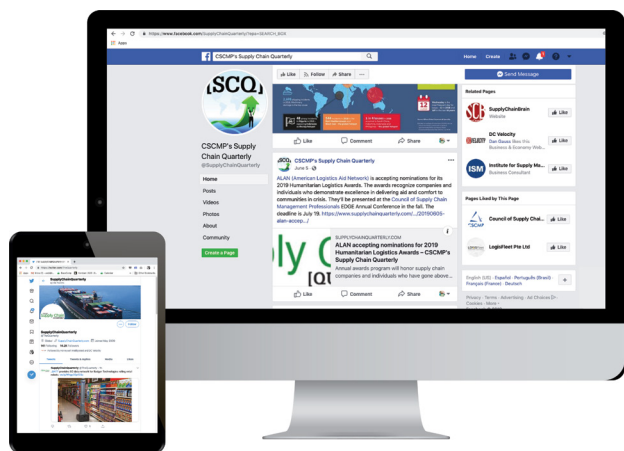 https://www.facebook.com/SupplyChainQuarterly/?epa=SEARCH_BOX
Apps
CSCMP's Supply Chain Quarterly
Home
Create
SCQ
CSCMP's Supply
Chain Quarterly
@SupplyChainQuarterly
Home
Posts
Videos
Photos
About
Community
Create a Page
Like
Follow
Share
12
Like
Comment
Share
CSCMP's Supply Chain Quarterly
June 6
ALAN (American Logistics Aid Network) is accepting nominations for its
2019 Humanitarian Logistics Awards. The awards recognize companies and
individuals who demonstrate excellence in delivering aid and comfort to
communities in crisis. They'll be presented at the Council of Supply Chain
Management Professionals EDGE Annual Conference in the fall. The
deadline is July 19. https://www.supplychainquarterly.com/.../20190605-
alan-accep.../
ly C
[QU
SUPPLYCHAINQUARTERLY.COM
ALAN accepting nominations for 2019
Humanitarian Logistics Awards – CSCMP's
Supply Chain Quarterly
Annual awards program will honor supply chain
companies and individuals who have gone above...
Like
Comment
Share
Send Message
Related Pages
SupplyChainBrain
Website
Like
DC Velocity
Business & Economy Web...
Like
ISM
Institute for Supply Ma...
Business Consultant
Like
Pages Liked by This Page
CSCMP
Council of Supply Chai...
Like
LogisFleet Pte Ltd
Like
English (US) · Español · Português (Brasil) ·
Français (France) · Deutsch
Privacy · Terms · Advertising · Ad Choices
Cookies · More
SupplyChainQuarterly
Follow
SupplyChainQuarterly